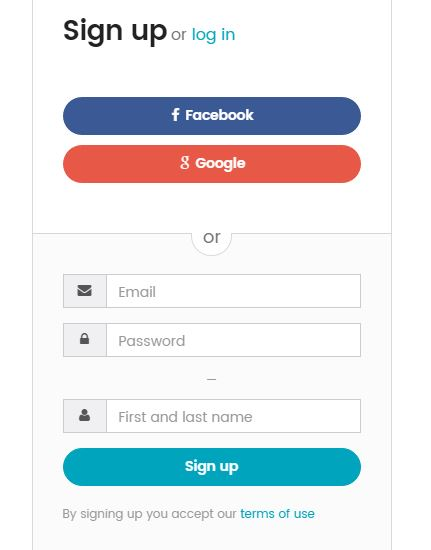 Sign up or log in
Facebook
Google
or
Email
Password
–
First and last name
Sign up
By signing up you accept our terms of use